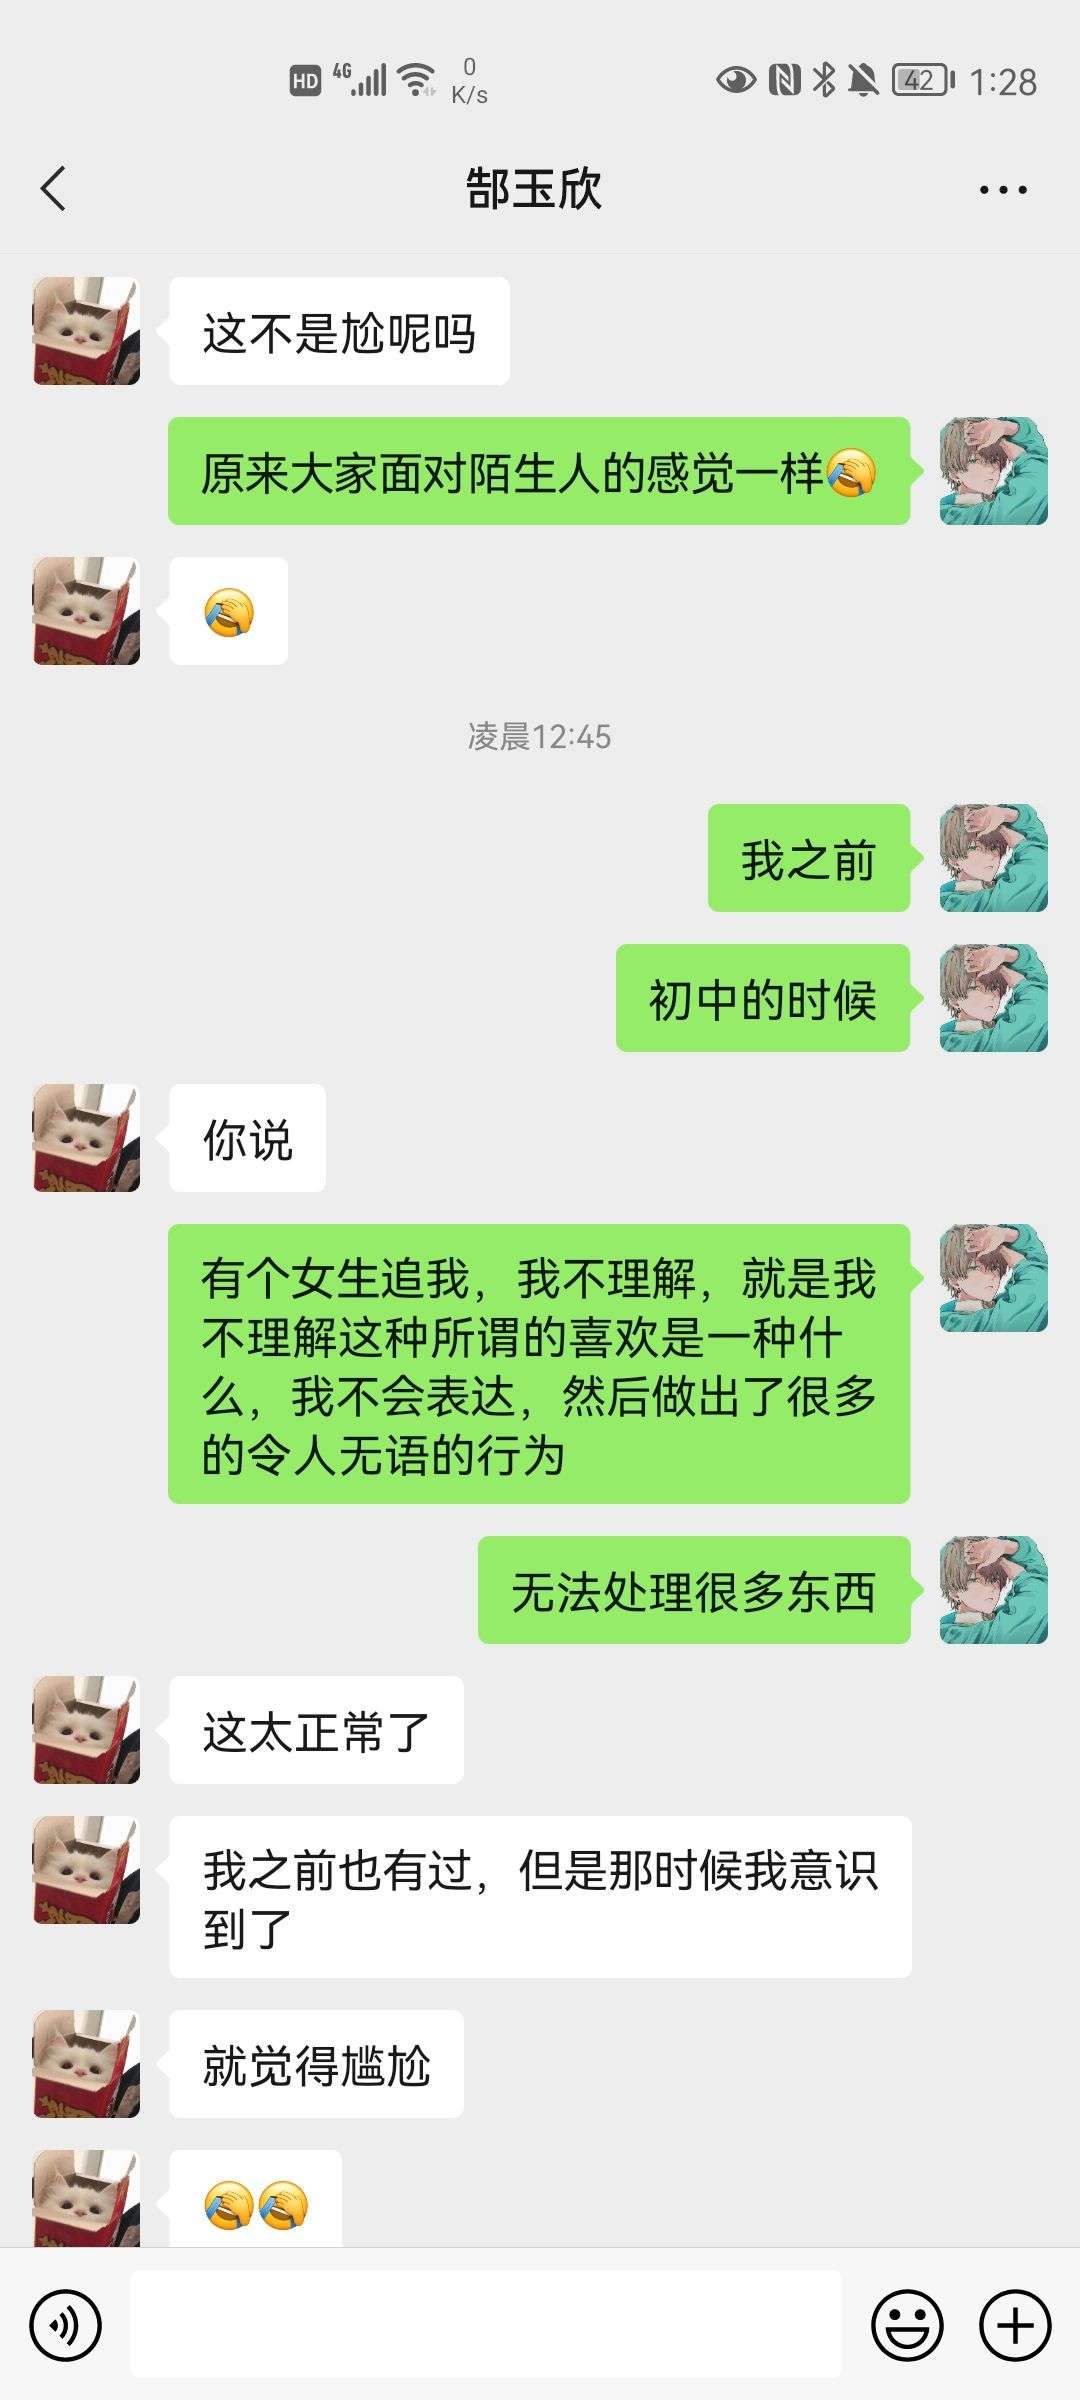 HD 4G 0 K/s 42 1:28
郜玉欣
这不是尬呢吗
原来大家面对陌生人的感觉一样🤣
🤣
凌晨12:45
我之前
初中的时候
你说
有个女生追我，我不理解，就是我
不理解这种所谓的喜欢是一种什
么，我不会表达，然后做出了很多
的令人无语的行为
无法处理很多东西
这太正常了
我之前也有过，但是那时候我意识
到了
就觉得尴尬